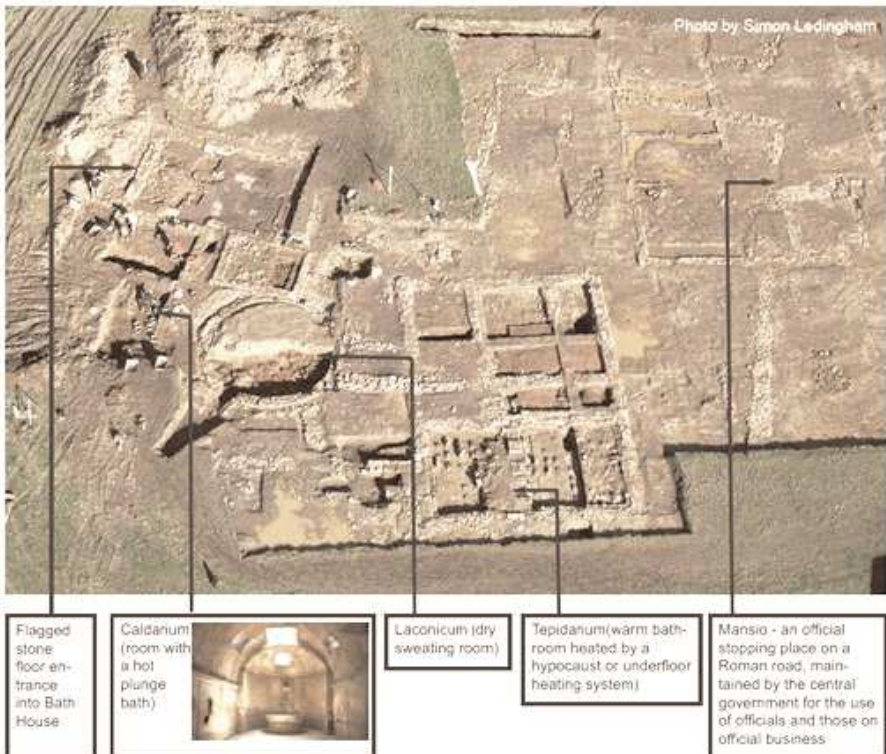 Photo by Simon Ledingham
Flagged
stone
floor en-
trance
into Bath
House
Caldanum
(room with
a hot
plunge
bath)
Laconicum (dry
sweating room)
Tepidanum(warm bath-
room heated by a
hypocaust or underfloor
heating system)
Mansio - an official
stopping place on a
Roman road, main-
tained by the central
government for the use
of officials and those on
official business